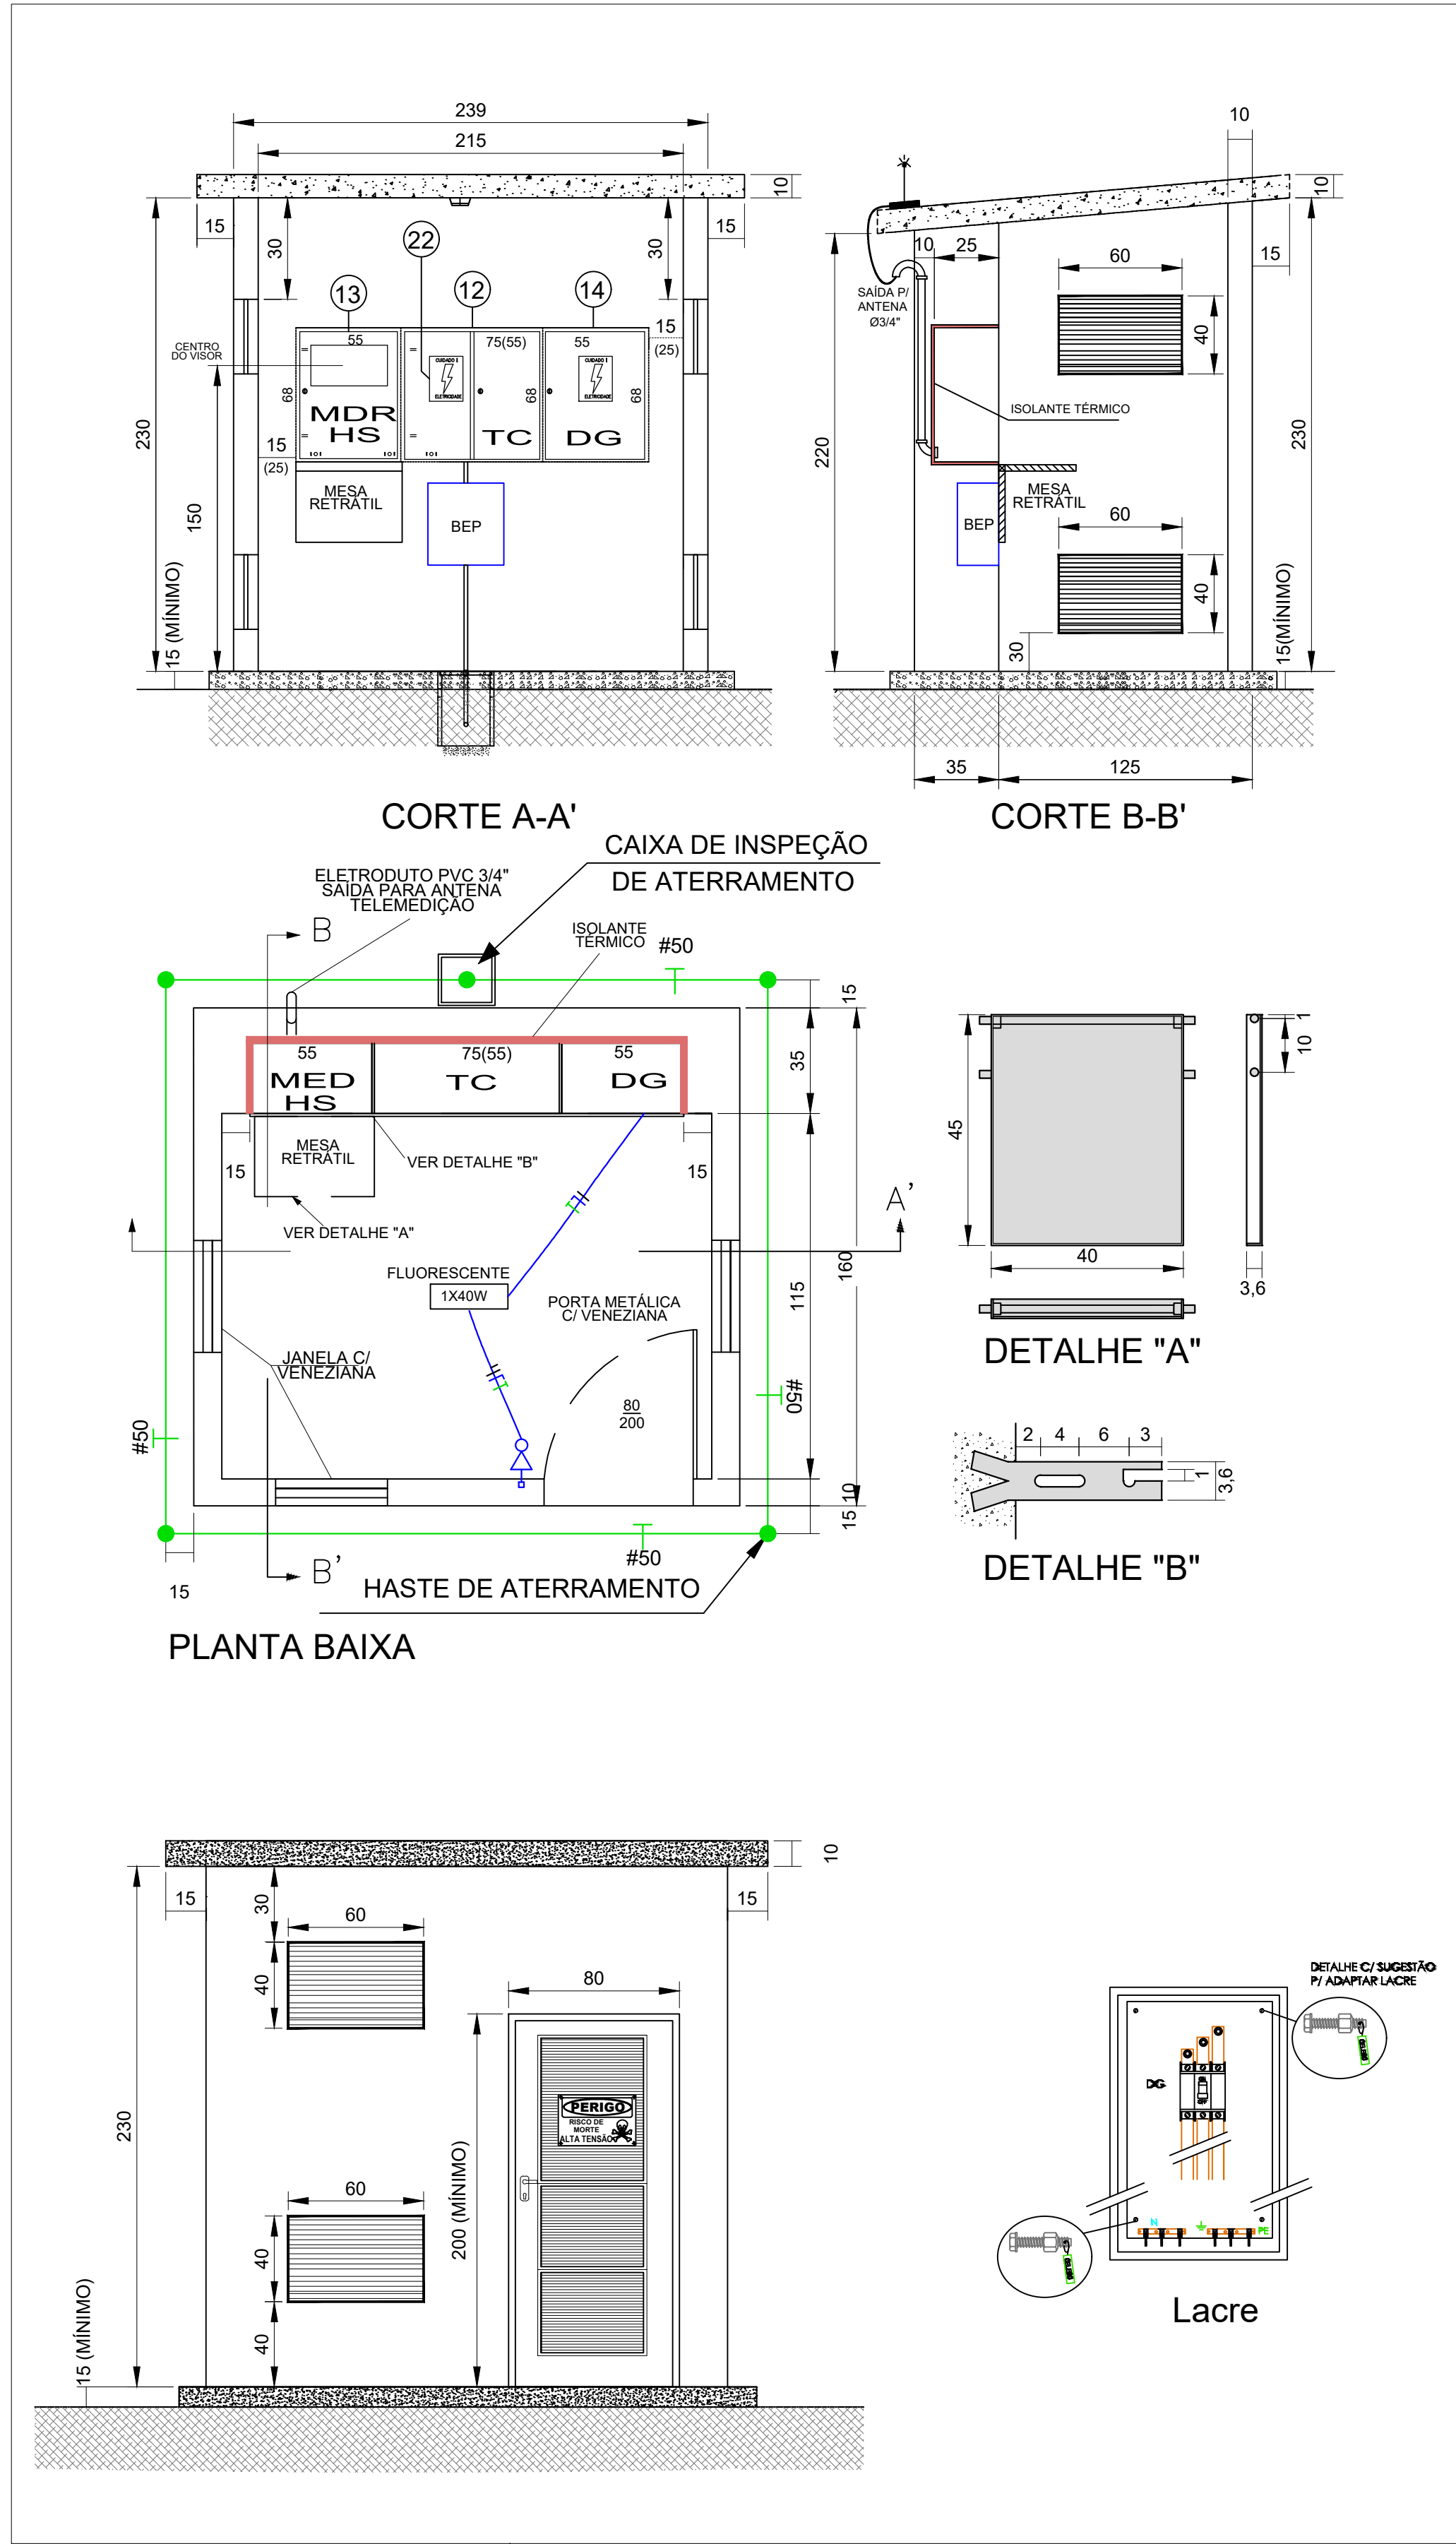 239
215
10
15
15
30
30
22
13
12
14
CENTRO
DO VISOR
55
75(55)
55
15
(25)
CUIDADO !
ELETRICIDADE
CUIDADO !
ELETRICIDADE
68
68
68
MDR
HS
TC
DG
230
15
(25)
MESA
RETRÁTIL
BEP
150
15 (MÍNIMO)
CORTE A-A'
10
10
10
25
15
60
SAÍDA P/
ANTENA
Ø3/4"
40
ISOLANTE TÉRMICO
220
230
MESA
RETRÁTIL
BEP
60
40
30
15(MÍNIMO)
35
125
CORTE B-B'
CAIXA DE INSPEÇÃO
DE ATERRAMENTO
ELETRODUTO PVC 3/4"
SAÍDA PARA ANTENA
TELEMEDIÇÃO
B
ISOLANTE
TÉRMICO
#50
15
55
75(55)
55
35
MED
HS
TC
DG
MESA
RETRÁTIL
15
VER DETALHE "B"
15
VER DETALHE "A"
A'
FLUORESCENTE
1X40W
PORTA METÁLICA
C/ VENEZIANA
160
115
JANELA C/
VENEZIANA
80
200
#50
#50
10
15
#50
15
B'
HASTE DE ATERRAMENTO
PLANTA BAIXA
1
10
45
40
3,6
DETALHE "A"
2
4
6
3
1
3,6
DETALHE "B"
10
15
15
30
60
40
80
230
PERIGO
RISCO DE
MORTE
ALTA TENSÃO
200 (MÍNIMO)
60
40
40
15 (MÍNIMO)
DETALHE C/ SUGESTÃO
P/ ADAPTAR LACRE
DG
OFF
N
PE
Lacre